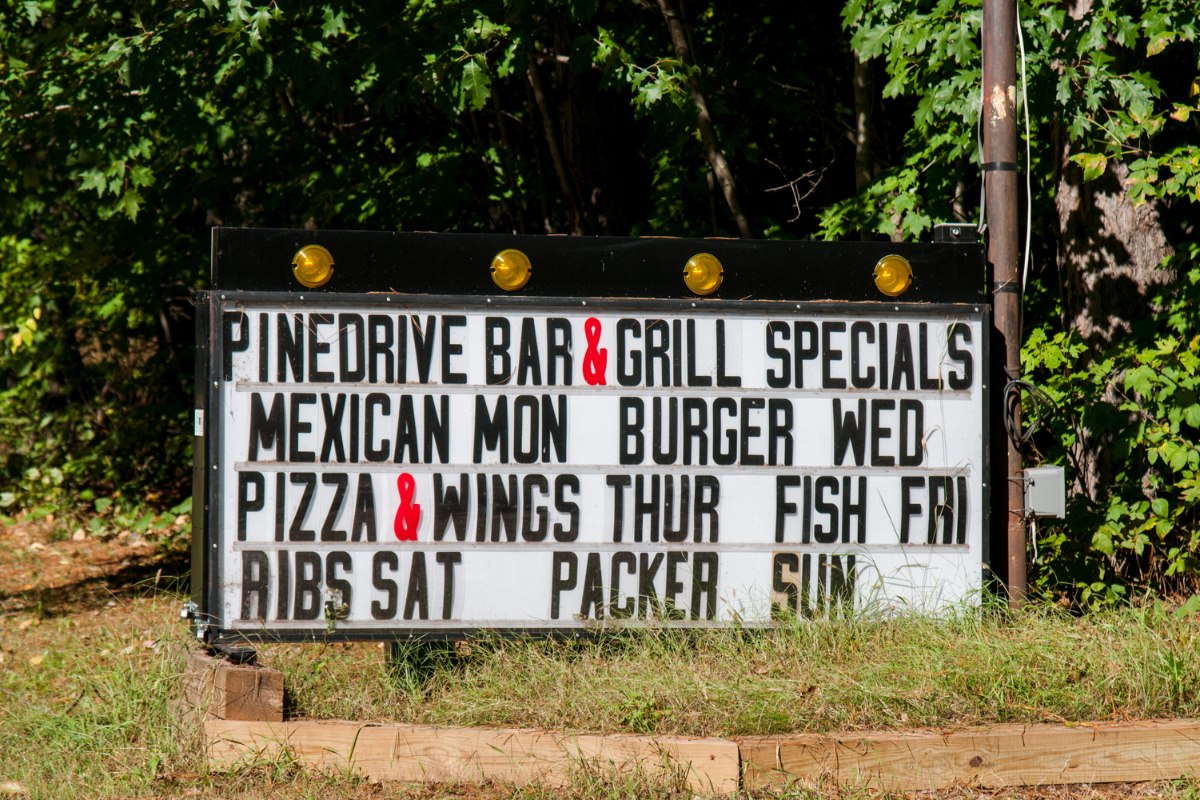 PINEDRIVE BAR & GRILL SPECIALS
MEXICAN MON BURGER WED
PIZZA & WINGS THUR FISH FRI
RIBS SAT PACKER SUN